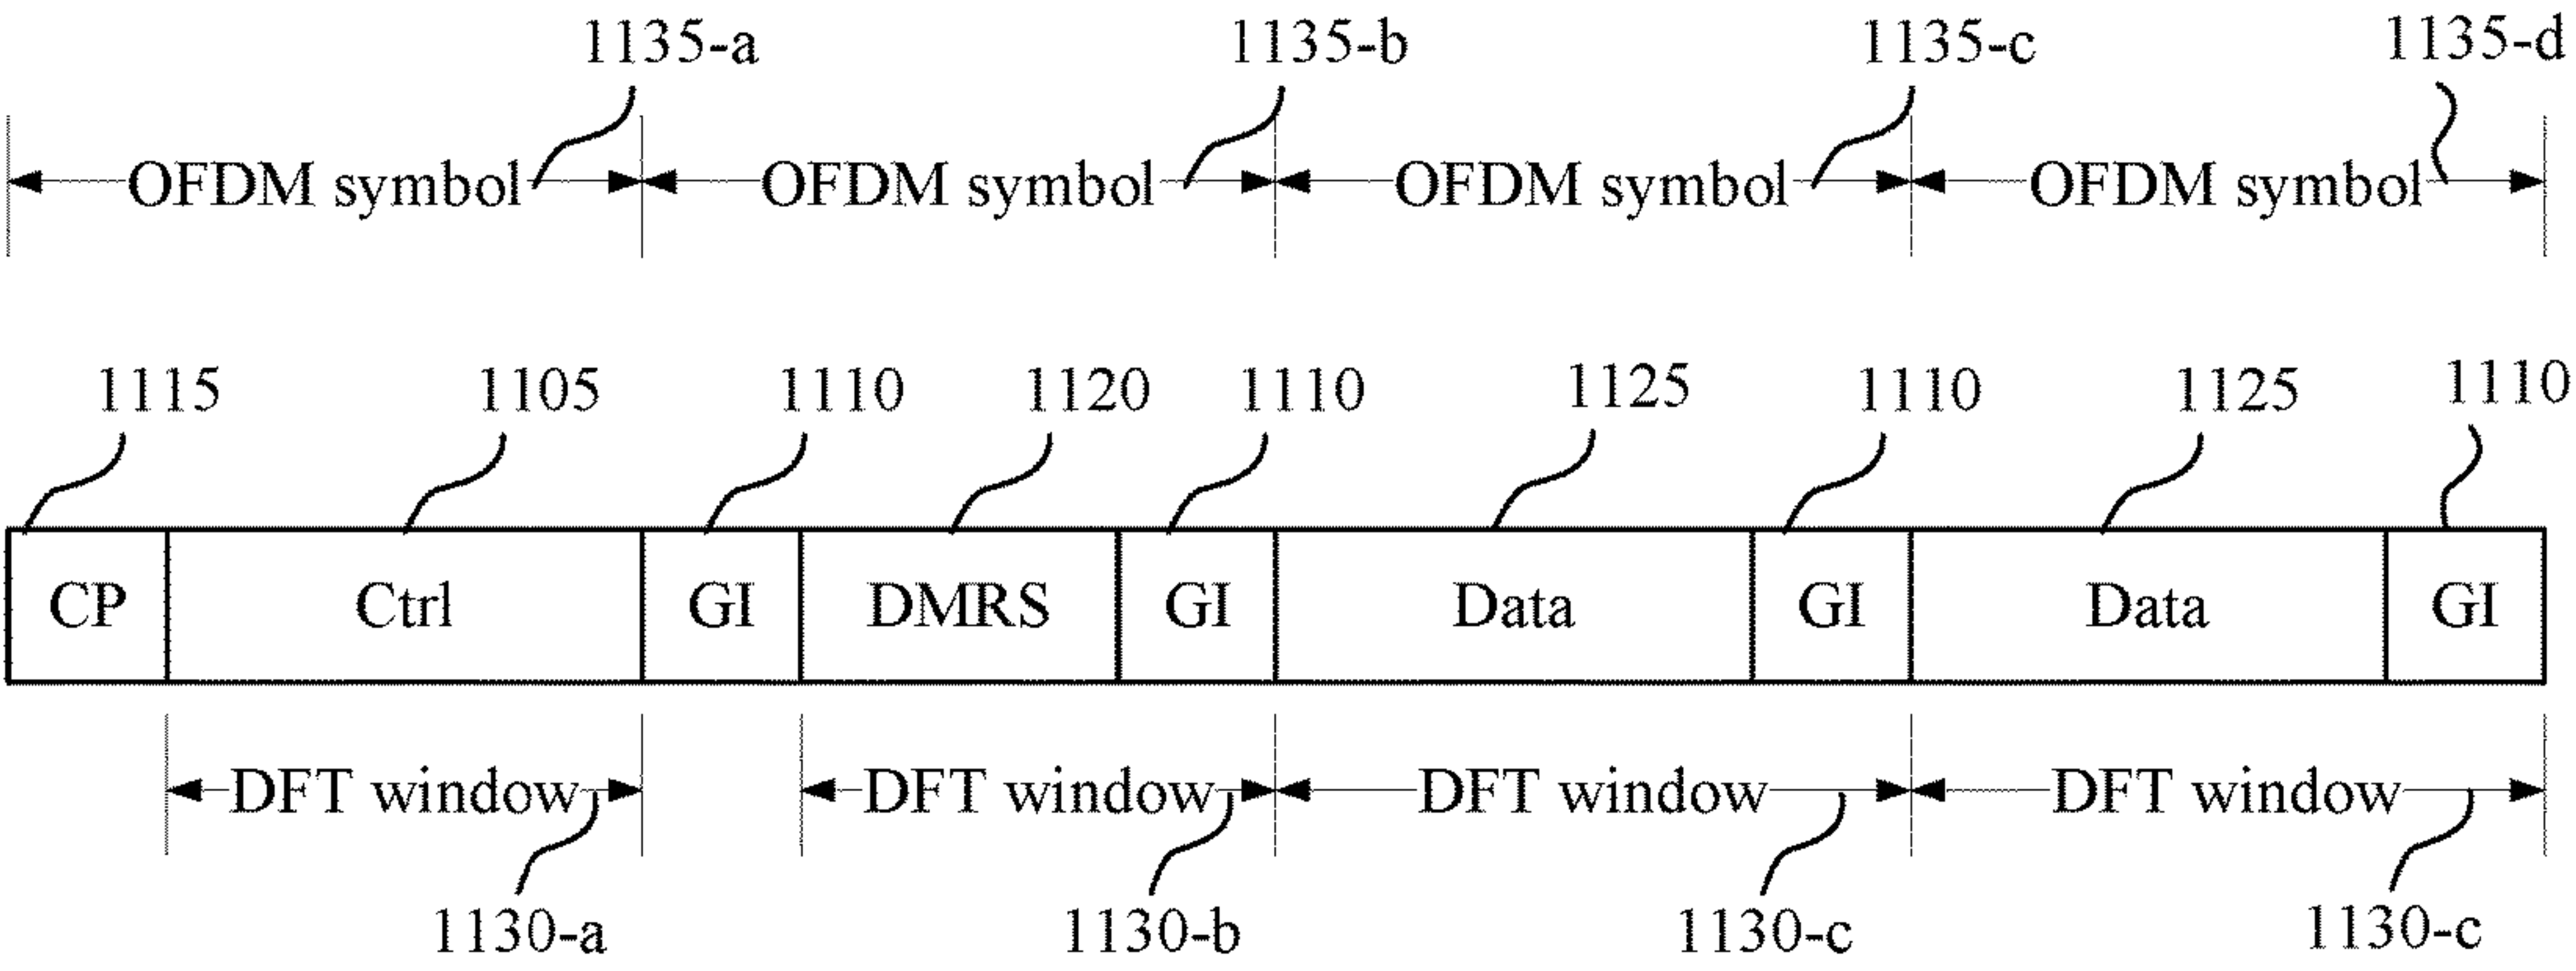 1135-a 1135-b 1135-c 1135-d
OFDM symbol OFDM symbol OFDM symbol OFDM symbol
1115 1105 1110 1120 1110 1125 1110 1125 1110
CP Ctrl GI DMRS GI Data GI Data GI
DFT window DFT window DFT window DFT window
1130-a 1130-b 1130-c 1130-c